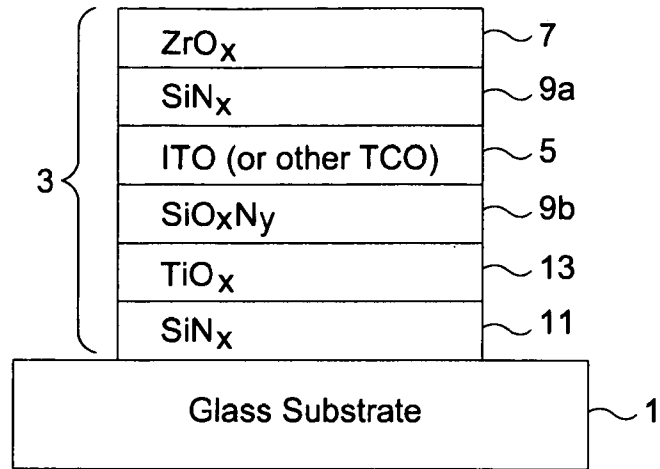 ZrOx 7
SiNx 9a
ITO (or other TCO) 5
3
SiOxNy 9b
TiOx 13
SiNx 11
Glass Substrate 1